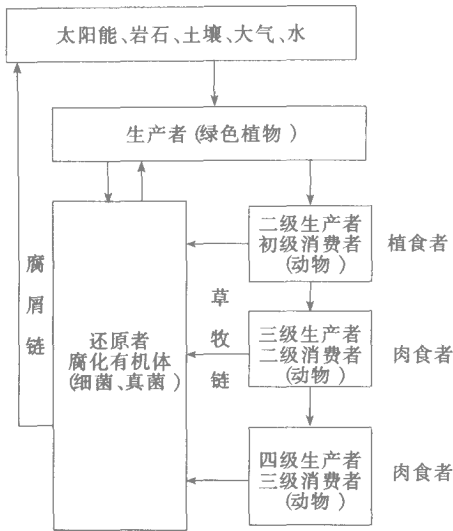 太阳能、岩石、土壤、大气、水
生产者(绿色植物)
二级生产者
初级消费者
(动物)
植食者
腐屑链
草牧链
还原者
腐化有机体
(细菌、真菌)
三级生产者
二级消费者
(动物)
肉食者
四级生产者
三级消费者
(动物)
肉食者